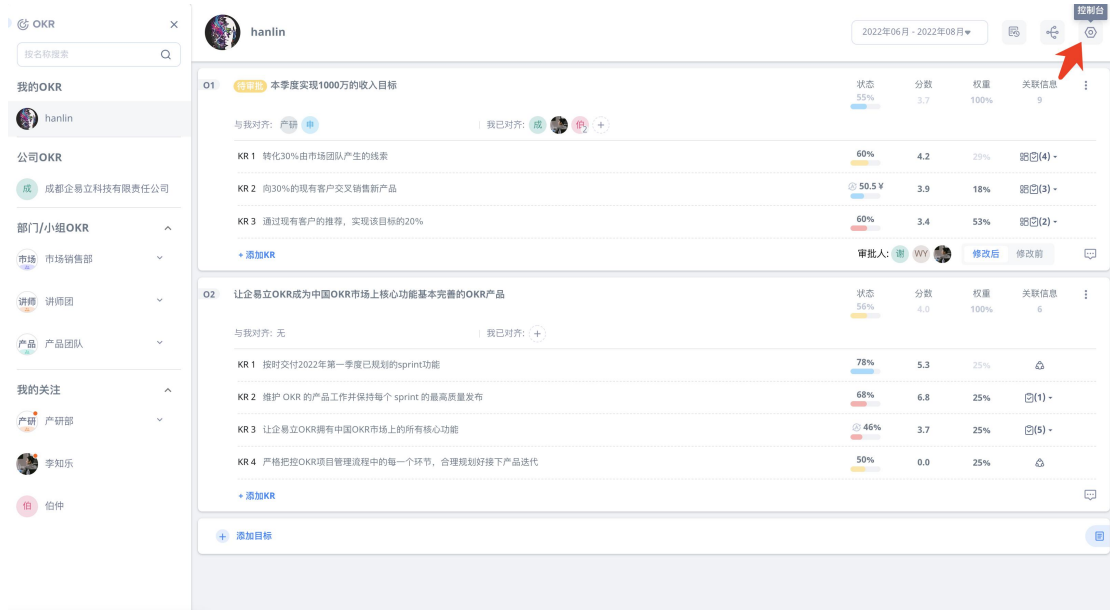 OKR
按名称搜索
我的OKR
hanlin
公司OKR
成 成都企易立科技有限责任公司
部门/小组OKR
市场 市场销售部
讲师 讲师团
产品 产品团队
我的关注
产研 产研部
李知乐
伯 伯仲
hanlin
2022年06月 - 2022年08月
控制台
O1 待审批 本季度实现1000万的收入目标 状态 分数 权重 关联信息
55% 3.7 100% 9
与我对齐: 产研 申 我已对齐: 成 伯 2 +
KR 1 转化30%由市场团队产生的线索 60% 4.2 29% (4)
KR 2 向30%的现有客户交叉销售新产品 50.5 ¥ 3.9 18% (3)
KR 3 通过现有客户的推荐，实现该目标的20% 60% 3.4 53% (2)
+ 添加KR 审批人: 谢 WY 修改后 修改前
O2 让企易立OKR成为中国OKR市场上核心功能基本完善的OKR产品 状态 分数 权重 关联信息
56% 4.0 100% 6
与我对齐: 无 我已对齐: +
KR 1 按时交付2022年第一季度已规划的sprint功能 78% 5.3 25%
KR 2 维护 OKR 的产品工作并保持每个 sprint 的最高质量发布 68% 6.8 25% (1)
KR 3 让企易立OKR拥有中国OKR市场上的所有核心功能 46% 3.7 25% (5)
KR 4 严格把控OKR项目管理流程中的每一个环节，合理规划好接下产品迭代 50% 0.0 25%
+ 添加KR
+ 添加目标